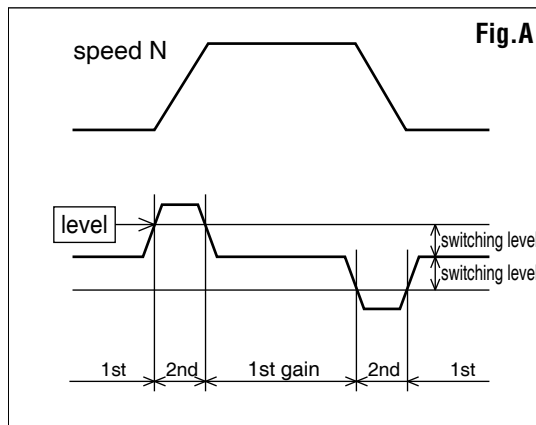 Fig.A
speed N
level
switching level
switching level
1st 2nd 1st gain 2nd 1st